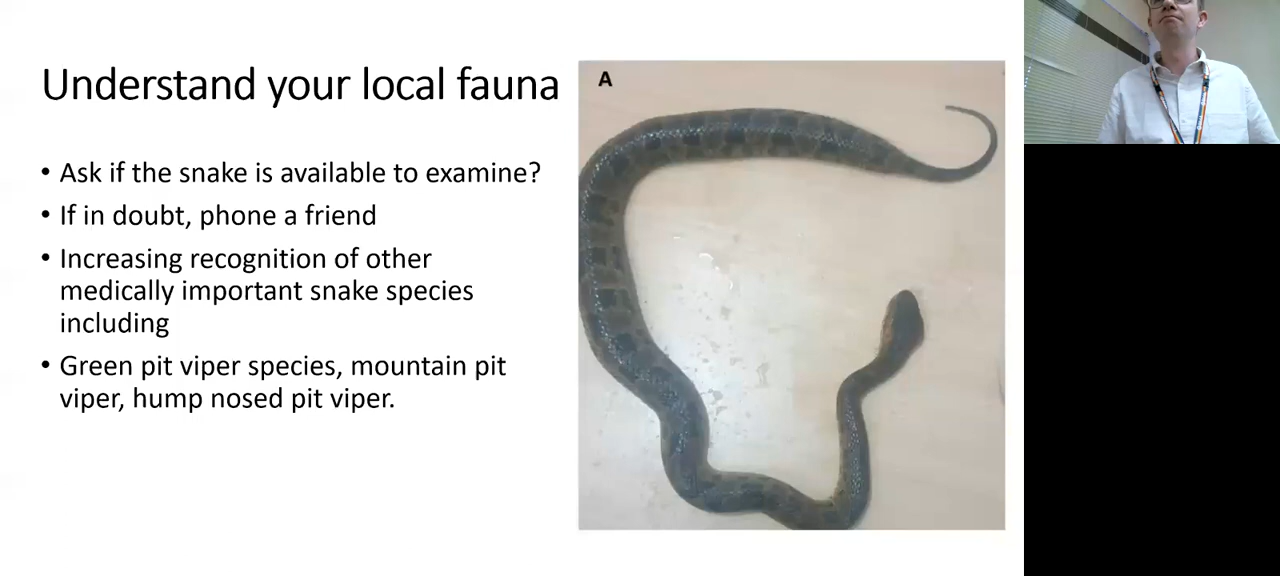 Understand your local fauna
• Ask if the snake is available to examine?
• If in doubt, phone a friend
• Increasing recognition of other
medically important snake species
including
• Green pit viper species, mountain pit
viper, hump nosed pit viper.
A